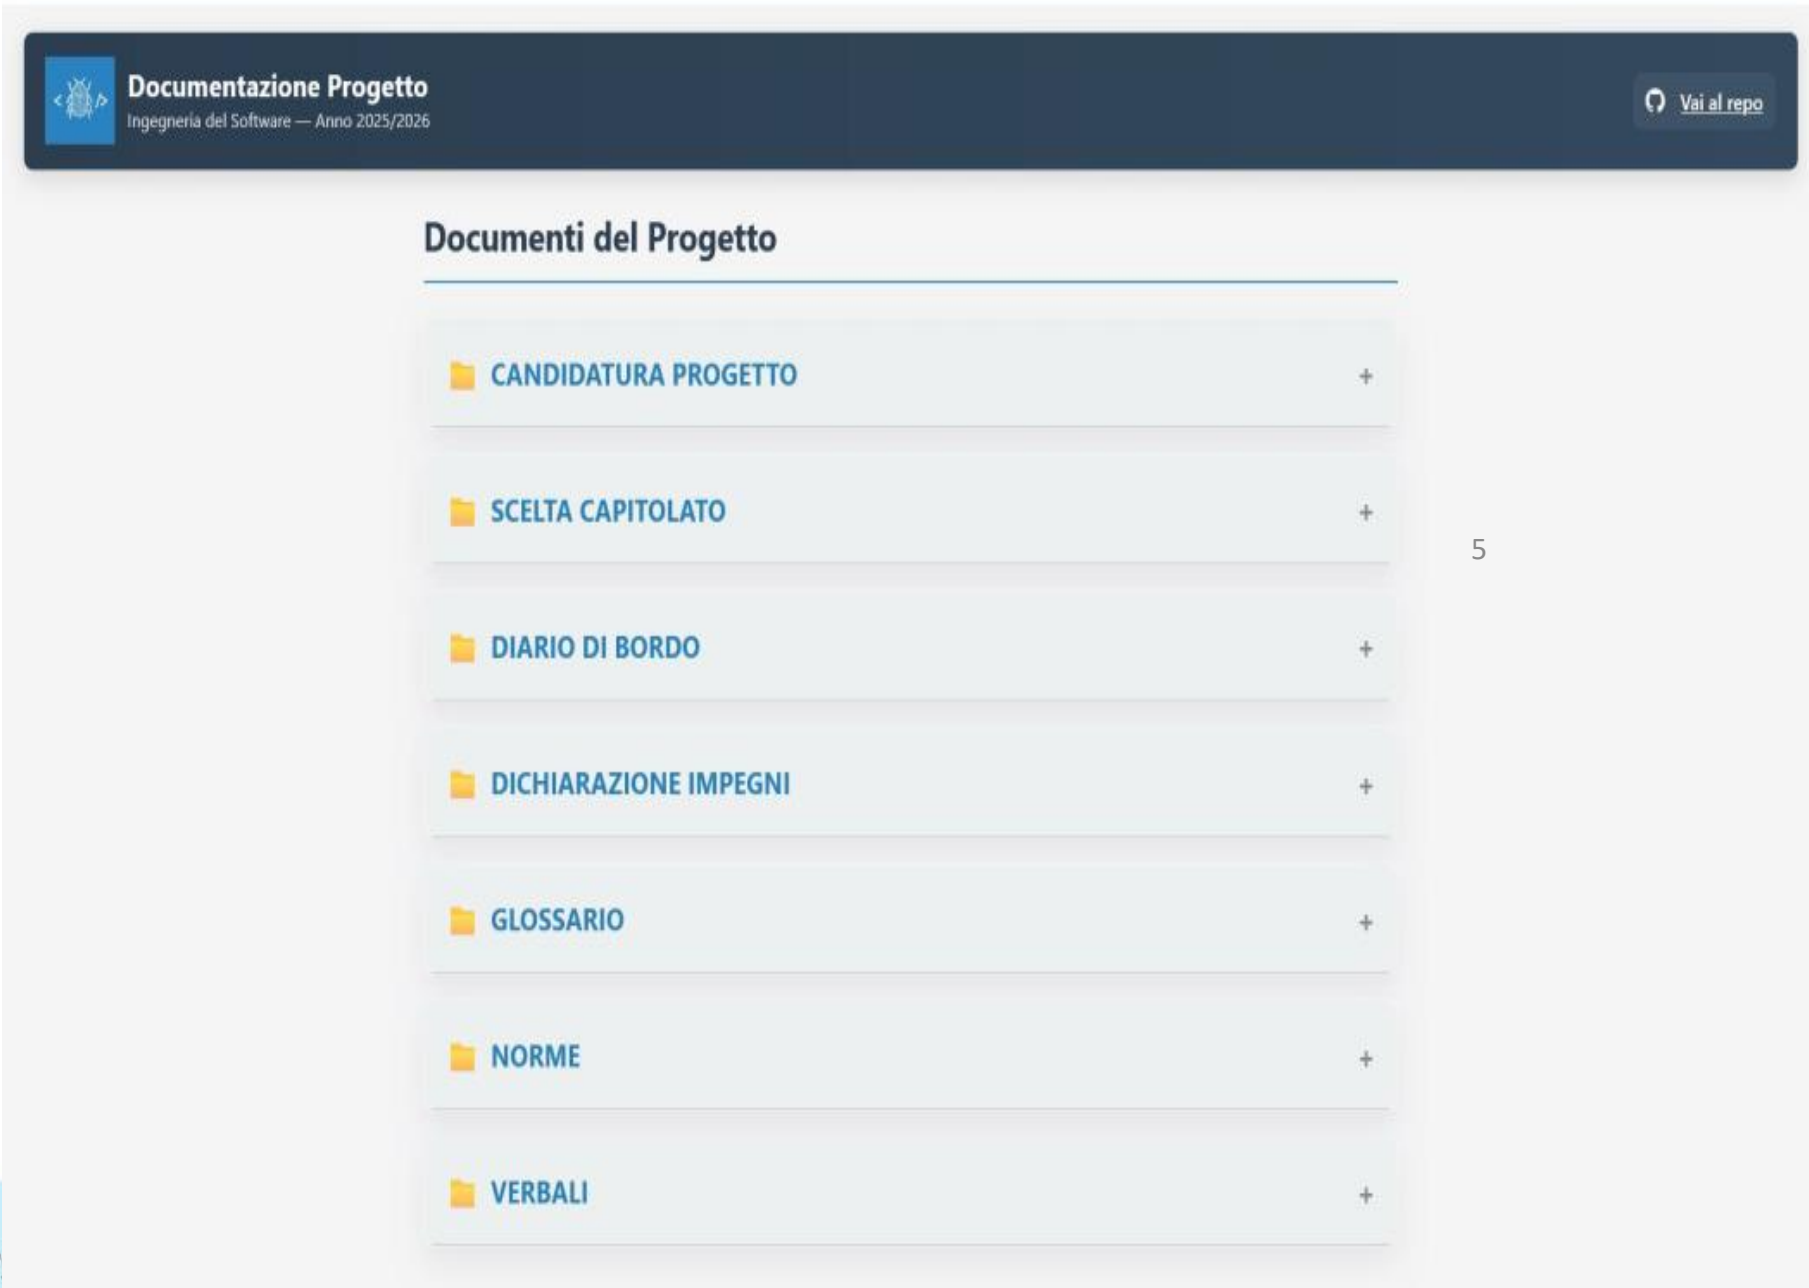 Documentazione Progetto
Ingegneria del Software — Anno 2025/2026
Vai al repo
Documenti del Progetto
CANDIDATURA PROGETTO +
SCELTA CAPITOLATO +
5
DIARIO DI BORDO +
DICHIARAZIONE IMPEGNI +
GLOSSARIO +
NORME +
VERBALI +